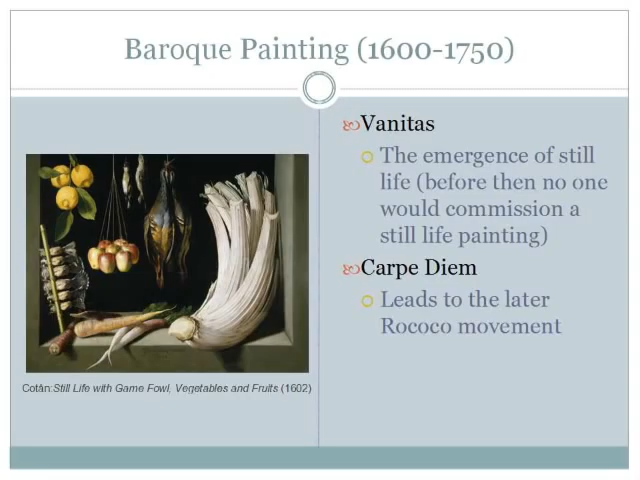 Baroque Painting (1600-1750)
Vanitas
The emergence of still
life (before then no one
would commission a
still life painting)
Carpe Diem
Leads to the later
Rococo movement
Cotán:Still Life with Game Fowl, Vegetables and Fruits (1602)